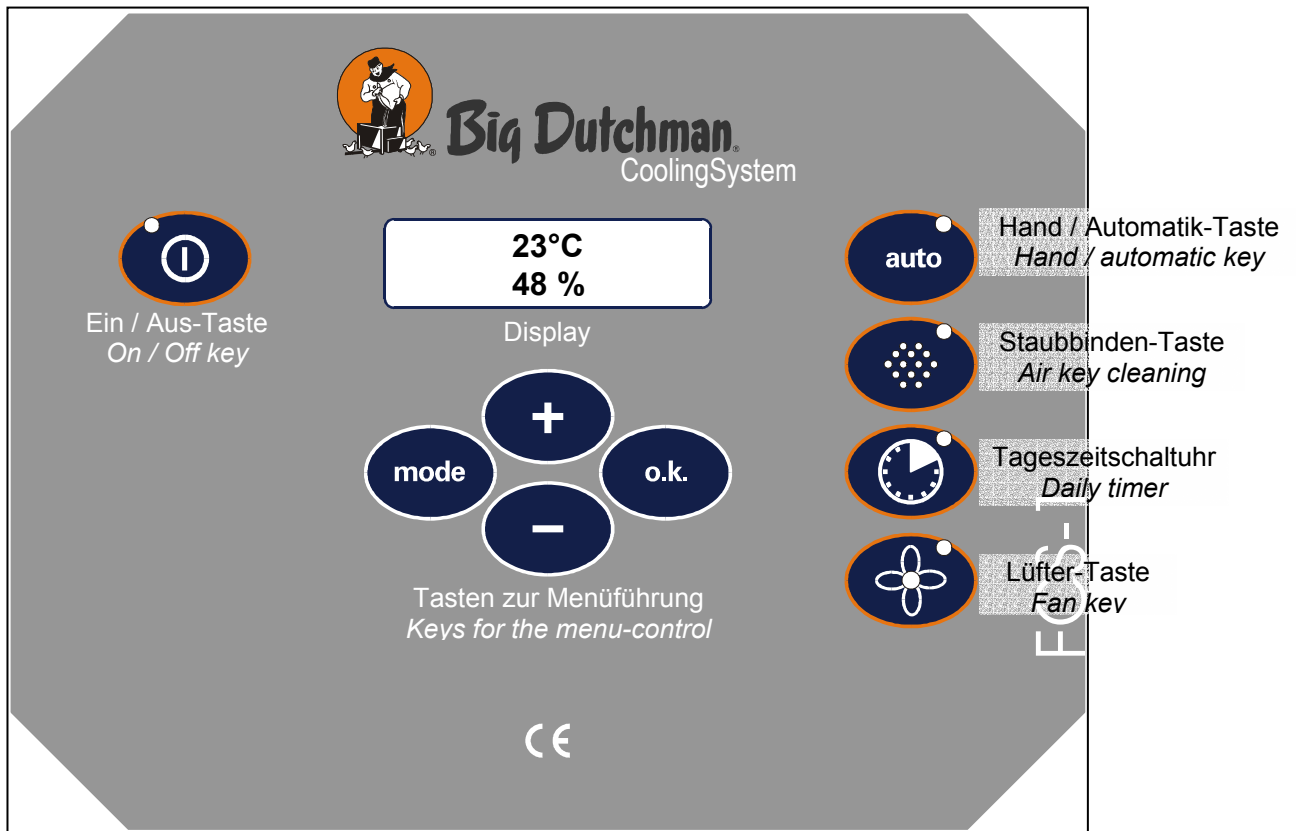 Big Dutchman®
CoolingSystem
23°C
48 %
Display
Ein / Aus-Taste
On / Off key
+
mode
o.k.
−
Tasten zur Menüführung
Keys for the menu-control
auto
Hand / Automatik-Taste
Hand / automatic key
Staubbinden-Taste
Air key cleaning
Tageszeitschaltuhr
Daily timer
Lüfter-Taste
Fan key
CE